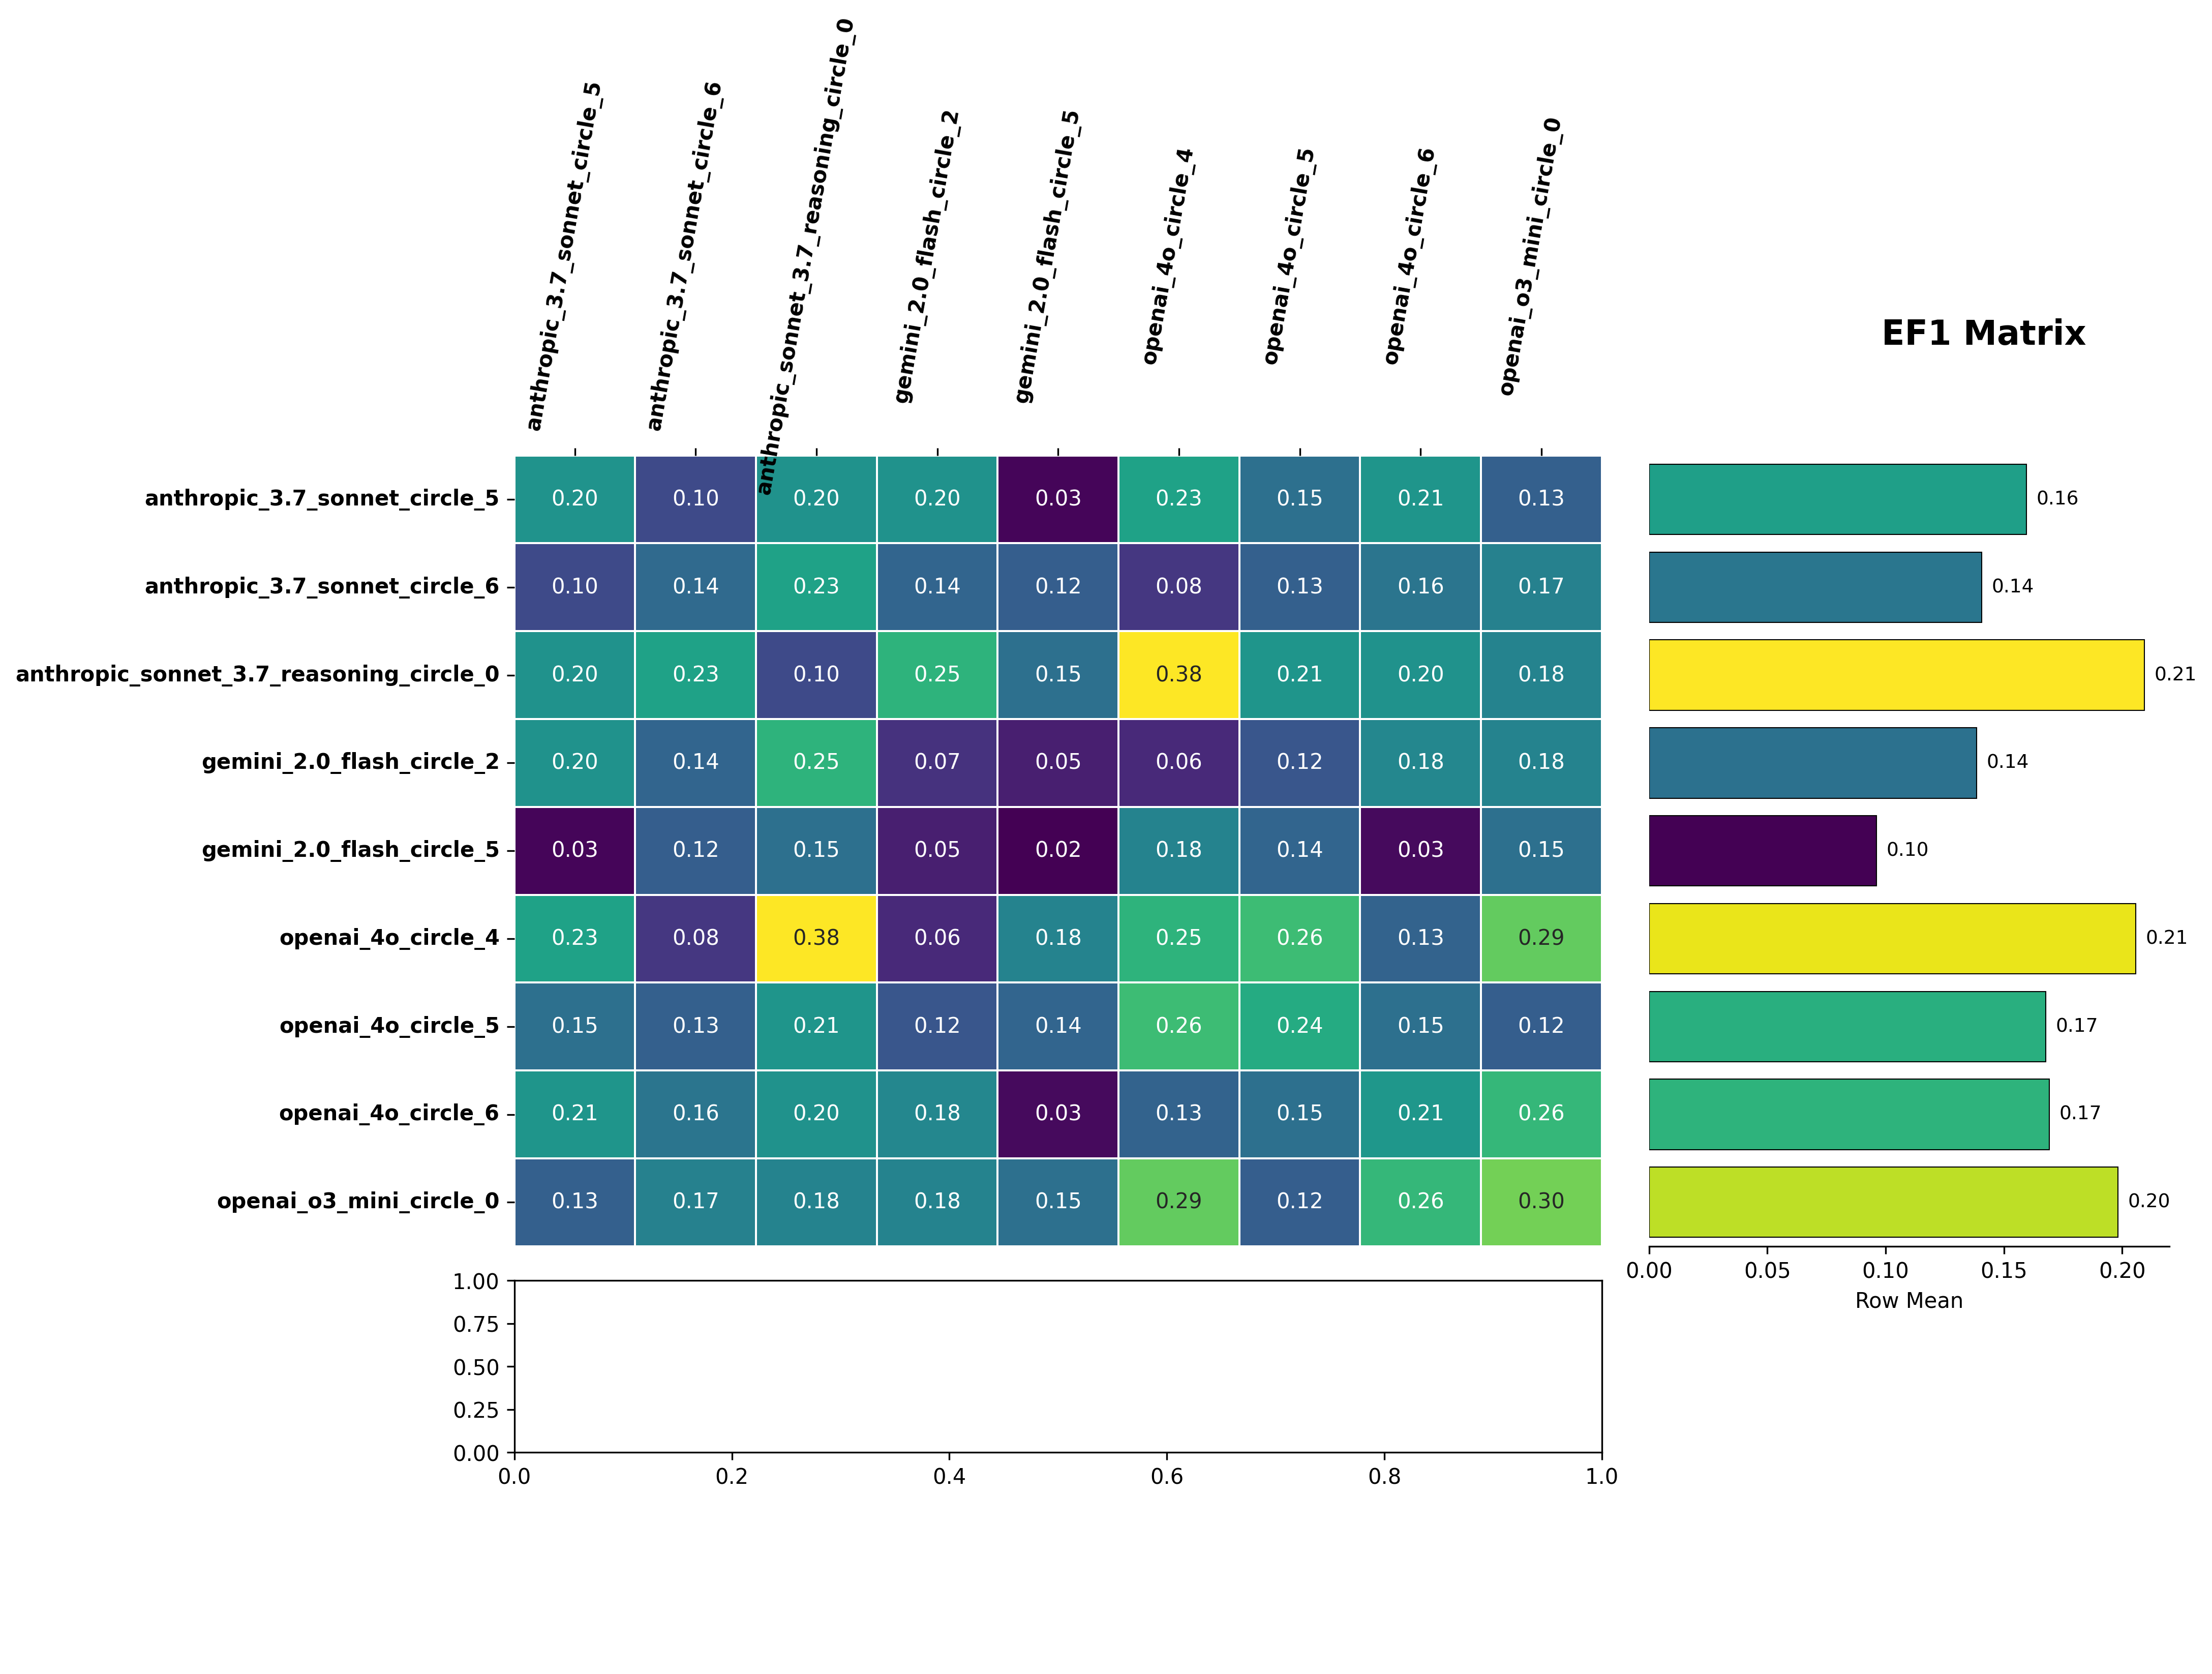 anthropic_3.7_sonnet_circle_5
anthropic_3.7_sonnet_circle_6
anthropic_sonnet_3.7_reasoning_circle_0
gemini_2.0_flash_circle_2
gemini_2.0_flash_circle_5
openai_4o_circle_4
openai_4o_circle_5
openai_4o_circle_6
openai_o3_mini_circle_0
EF1 Matrix
anthropic_3.7_sonnet_circle_5 0.20 0.10 0.20 0.20 0.03 0.23 0.15 0.21 0.13 0.16
anthropic_3.7_sonnet_circle_6 0.10 0.14 0.23 0.14 0.12 0.08 0.13 0.16 0.17 0.14
anthropic_sonnet_3.7_reasoning_circle_0 0.20 0.23 0.10 0.25 0.15 0.38 0.21 0.20 0.18 0.21
gemini_2.0_flash_circle_2 0.20 0.14 0.25 0.07 0.05 0.06 0.12 0.18 0.18 0.14
gemini_2.0_flash_circle_5 0.03 0.12 0.15 0.05 0.02 0.18 0.14 0.03 0.15 0.10
openai_4o_circle_4 0.23 0.08 0.38 0.06 0.18 0.25 0.26 0.13 0.29 0.21
openai_4o_circle_5 0.15 0.13 0.21 0.12 0.14 0.26 0.24 0.15 0.12 0.17
openai_4o_circle_6 0.21 0.16 0.20 0.18 0.03 0.13 0.15 0.21 0.26 0.17
openai_o3_mini_circle_0 0.13 0.17 0.18 0.18 0.15 0.29 0.12 0.26 0.30 0.20
0.00 0.05 0.10 0.15 0.20
Row Mean
1.00
0.75
0.50
0.25
0.00
0.0 0.2 0.4 0.6 0.8 1.0